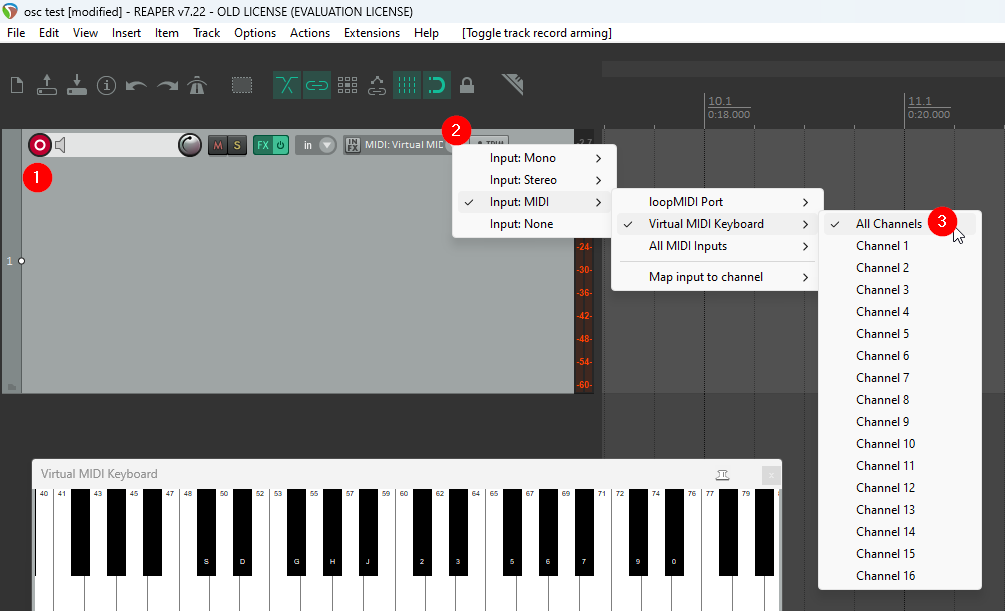 osc test [modified] - REAPER v7.22 - OLD LICENSE (EVALUATION LICENSE)
File Edit View Insert Item Track Options Actions Extensions Help [Toggle track record arming]
10.1
0:18.000
11.1
0:20.000
M S FX in IN FX MIDI: Virtual MIC TRIM
1
2
Input: Mono
Input: Stereo
Input: MIDI
Input: None
loopMIDI Port
Virtual MIDI Keyboard
All MIDI Inputs
Map input to channel
All Channels
3
Channel 1
Channel 2
Channel 3
Channel 4
Channel 5
Channel 6
Channel 7
Channel 8
Channel 9
Channel 10
Channel 11
Channel 12
Channel 13
Channel 14
Channel 15
Channel 16
1
-24-
-30-
-36-
-42-
-48-
-54-
-60-
Virtual MIDI Keyboard
40 41 43 45 47 48 50 52 53 55 57 59 60 62 64 65 67 69 71 72 74 76 77 79
S D G H J 2 3 5 6 7 9 0